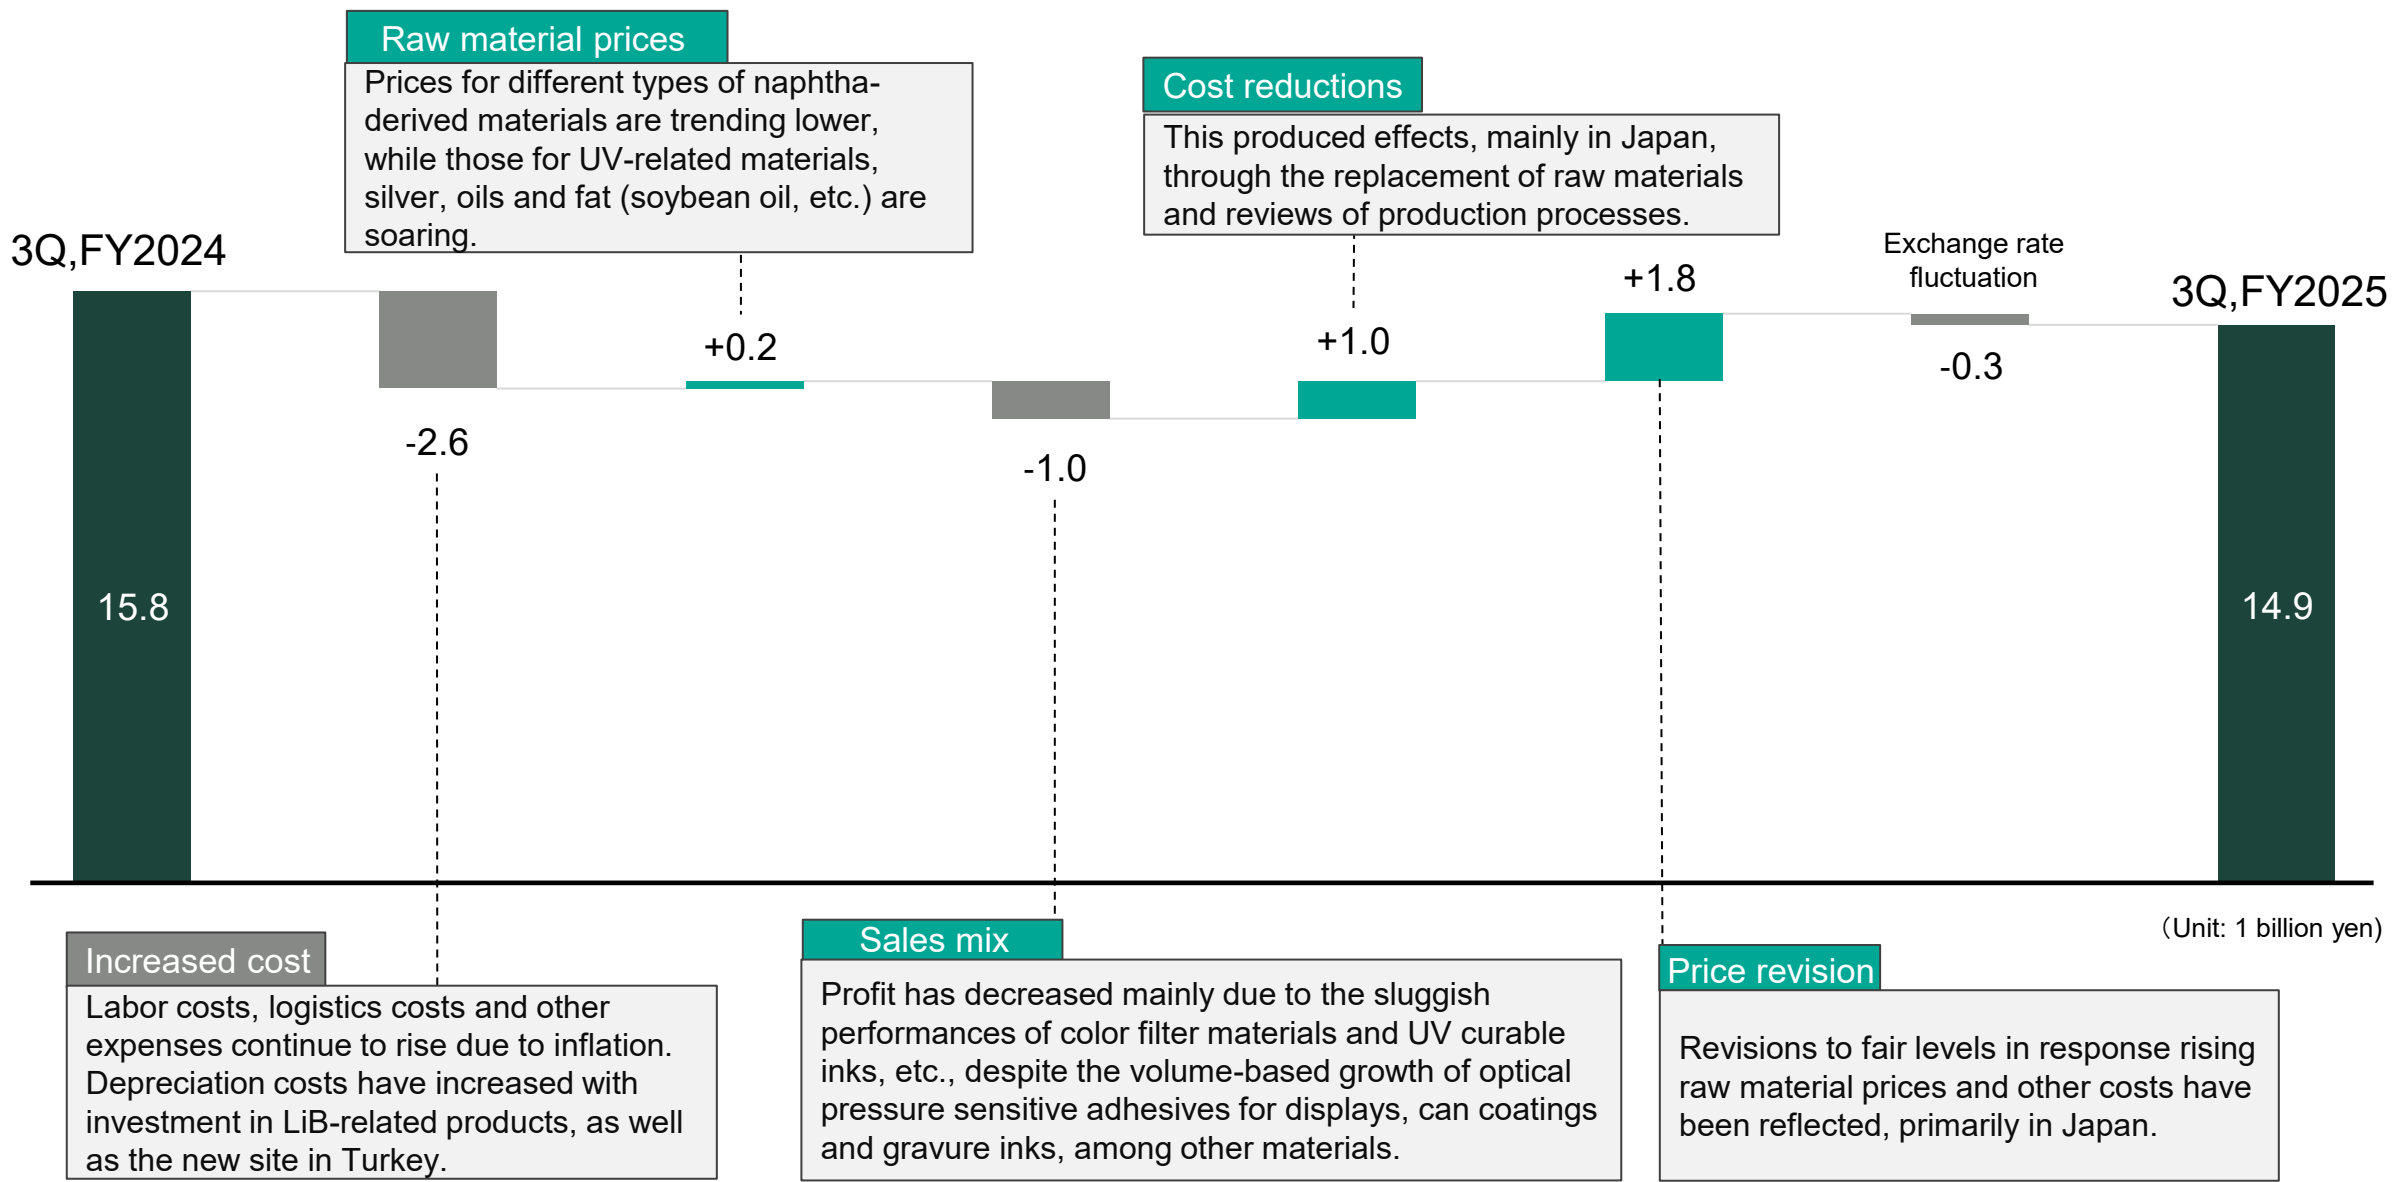 Raw material prices
Prices for different types of naphtha-
derived materials are trending lower,
while those for UV-related materials,
silver, oils and fat (soybean oil, etc.) are
soaring.
Cost reductions
This produced effects, mainly in Japan,
through the replacement of raw materials
and reviews of production processes.
3Q,FY2024
Exchange rate
fluctuation
3Q,FY2025
+1.8
+0.2
+1.0
-0.3
-2.6
-1.0
15.8
14.9
(Unit: 1 billion yen)
Increased cost
Labor costs, logistics costs and other
expenses continue to rise due to inflation.
Depreciation costs have increased with
investment in LiB-related products, as well
as the new site in Turkey.
Sales mix
Profit has decreased mainly due to the sluggish
performances of color filter materials and UV curable
inks, etc., despite the volume-based growth of optical
pressure sensitive adhesives for displays, can coatings
and gravure inks, among other materials.
Price revision
Revisions to fair levels in response rising
raw material prices and other costs have
been reflected, primarily in Japan.